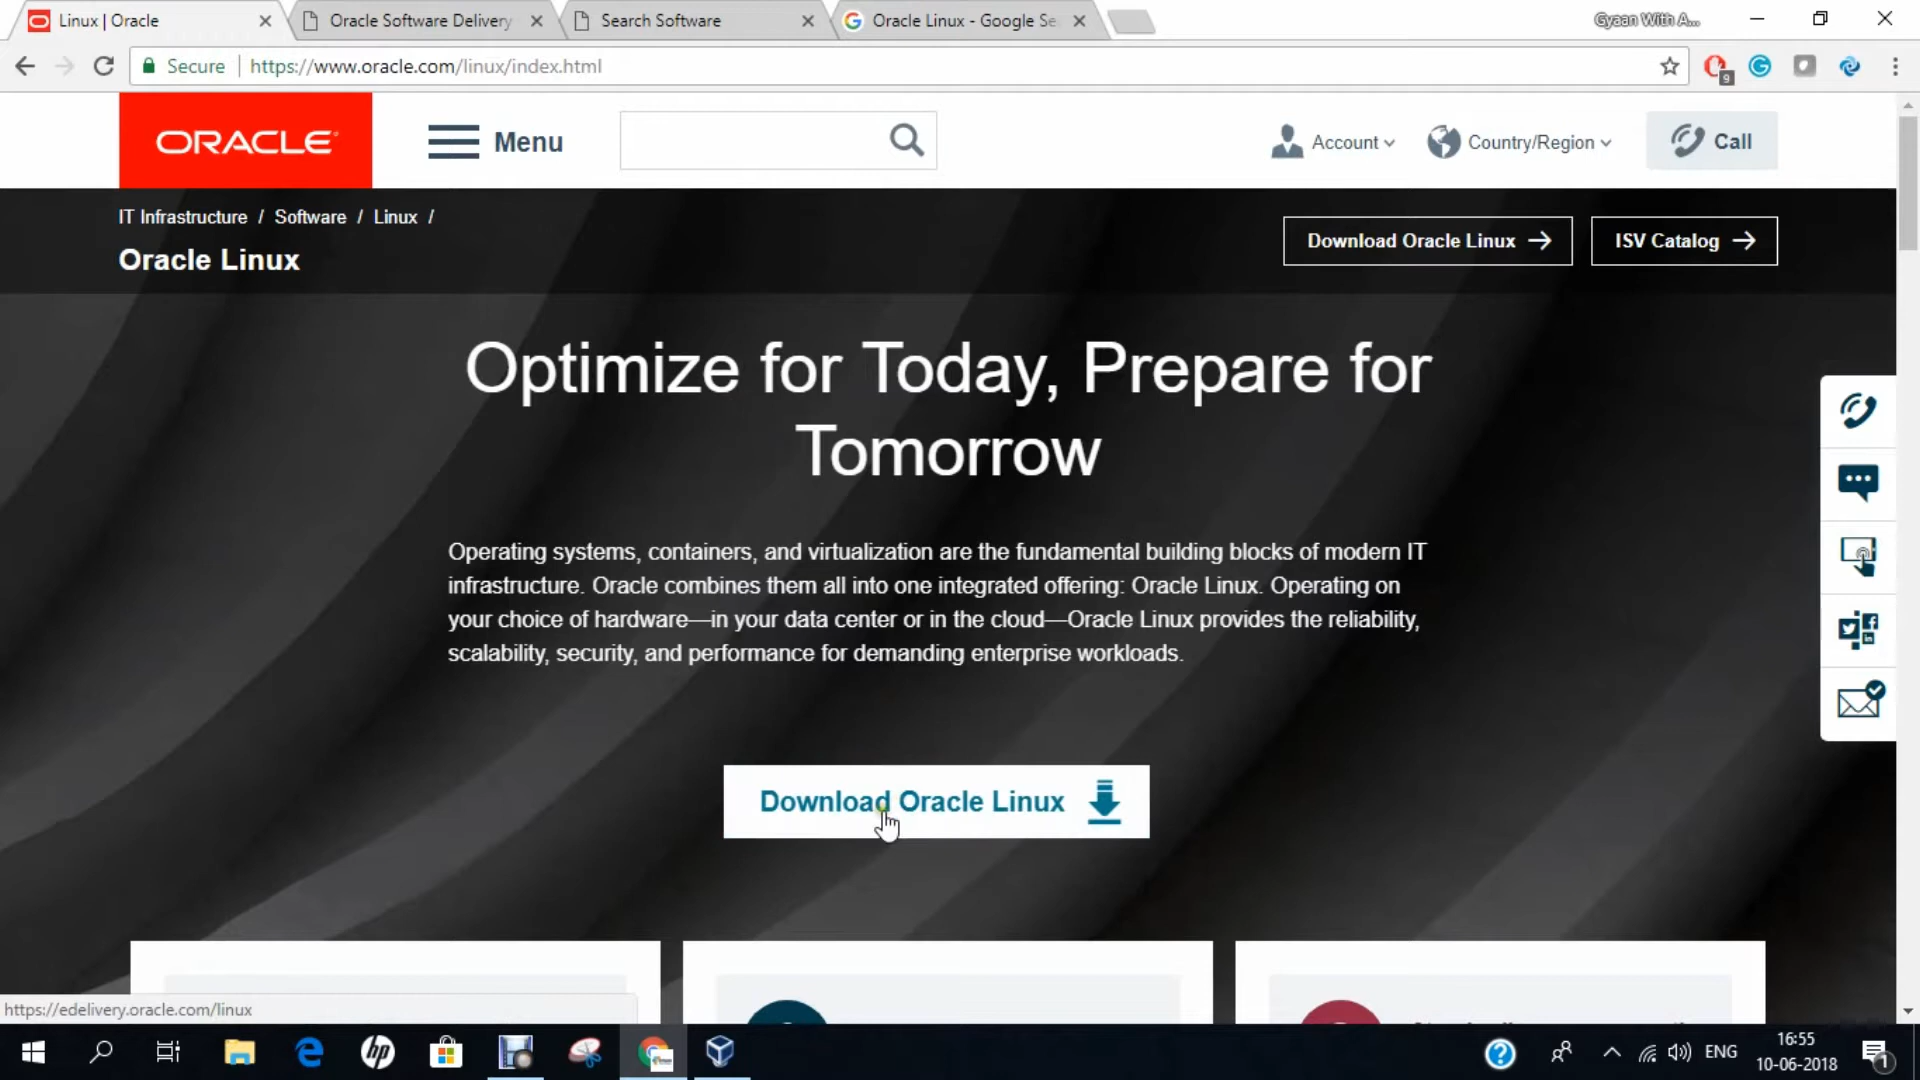 Linux | Oracle
Oracle Software Delivery
Search Software
Oracle Linux - Google Se
Gyaan With A...
Secure
https://www.oracle.com/linux/index.html
9
ORACLE
Menu
Account
Country/Region
Call
IT Infrastructure / Software / Linux /
Oracle Linux
Download Oracle Linux
ISV Catalog
Optimize for Today, Prepare for
Tomorrow
Operating systems, containers, and virtualization are the fundamental building blocks of modern IT
infrastructure. Oracle combines them all into one integrated offering: Oracle Linux. Operating on
your choice of hardware—in your data center or in the cloud—Oracle Linux provides the reliability,
scalability, security, and performance for demanding enterprise workloads.
Download Oracle Linux
https://edelivery.oracle.com/linux
ENG
16:55
10-06-2018
1